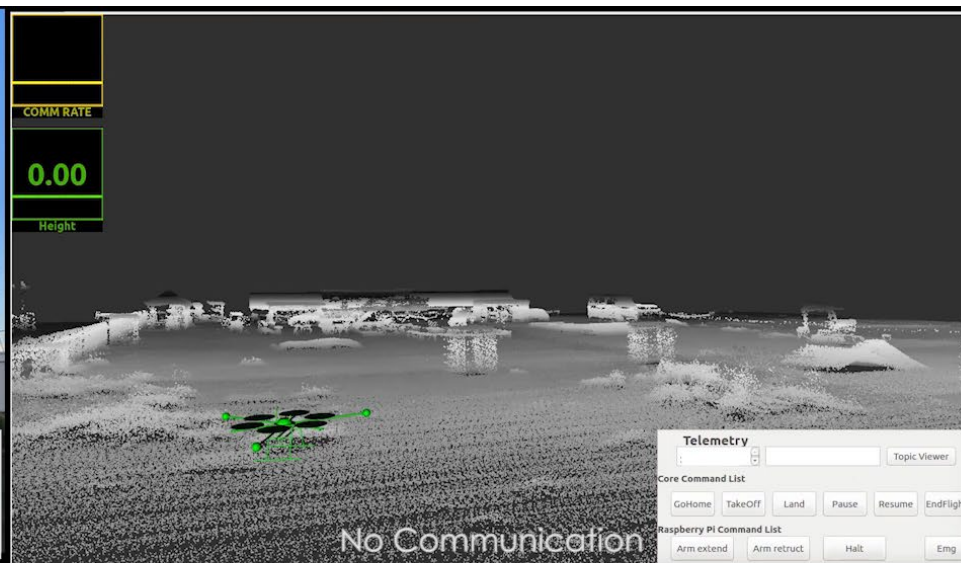 COMM RATE
0.00
Height
Telemetry
:
Topic Viewer
Core Command List
GoHome TakeOff Land Pause Resume EndFligh
Raspberry Pi Command List
No Communication
Arm extend Arm retruct Halt Emg